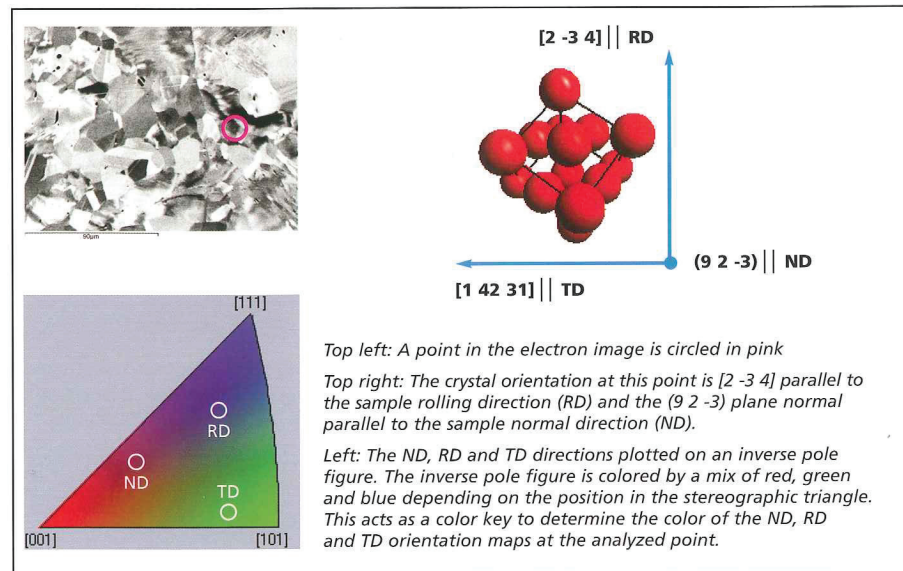 [2 -3 4] || RD
90µm
(9 2 -3) || ND
[1 42 31] || TD
[111]
RD
ND
TD
[001]
[101]
Top left: A point in the electron image is circled in pink
Top right: The crystal orientation at this point is [2 -3 4] parallel to
the sample rolling direction (RD) and the (9 2 -3) plane normal
parallel to the sample normal direction (ND).
Left: The ND, RD and TD directions plotted on an inverse pole
figure. The inverse pole figure is colored by a mix of red, green
and blue depending on the position in the stereographic triangle.
This acts as a color key to determine the color of the ND, RD
and TD orientation maps at the analyzed point.